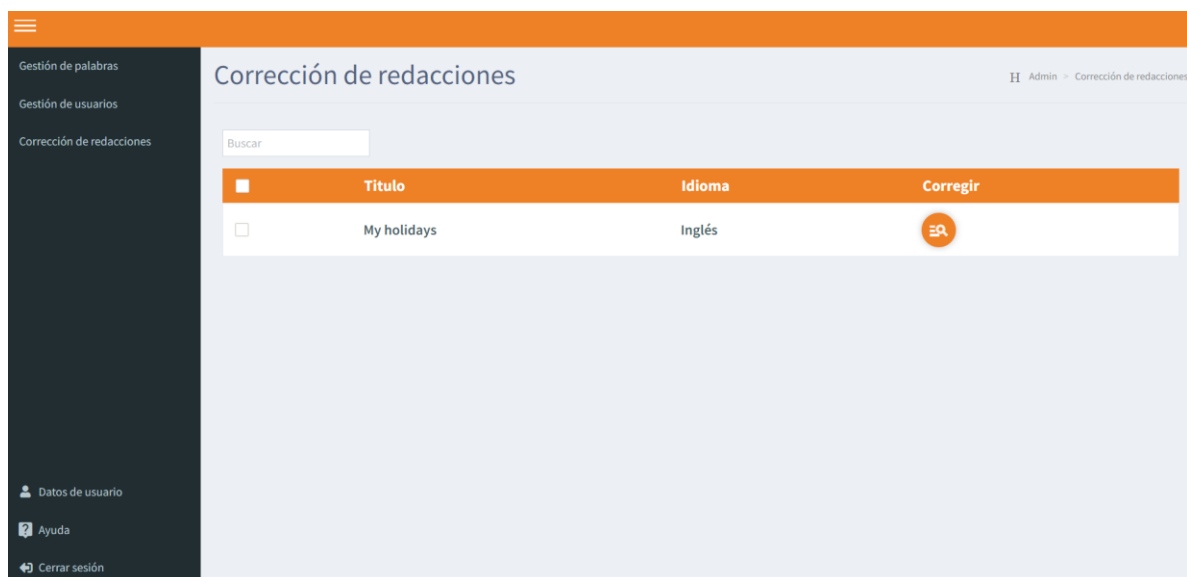 Gestión de palabras
Gestión de usuarios
Corrección de redacciones
Corrección de redacciones
H Admin > Corrección de redacciones
Buscar
Titulo Idioma Corregir
My holidays Inglés
Datos de usuario
? Ayuda
Cerrar sesión